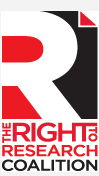 R
THE RIGHT TO
RESEARCH
COALITION